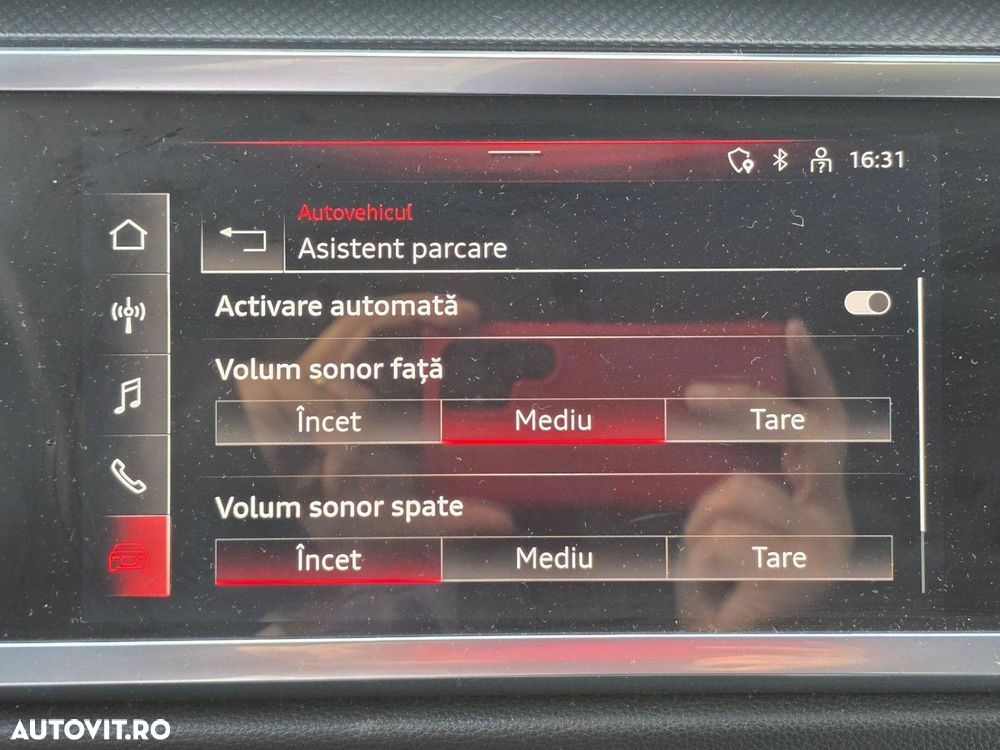 16:31
Autovehicul
Asistent parcare
Activare automată
Volum sonor față
Încet Mediu Tare
Volum sonor spate
Încet Mediu Tare
AUTOVIT.RO